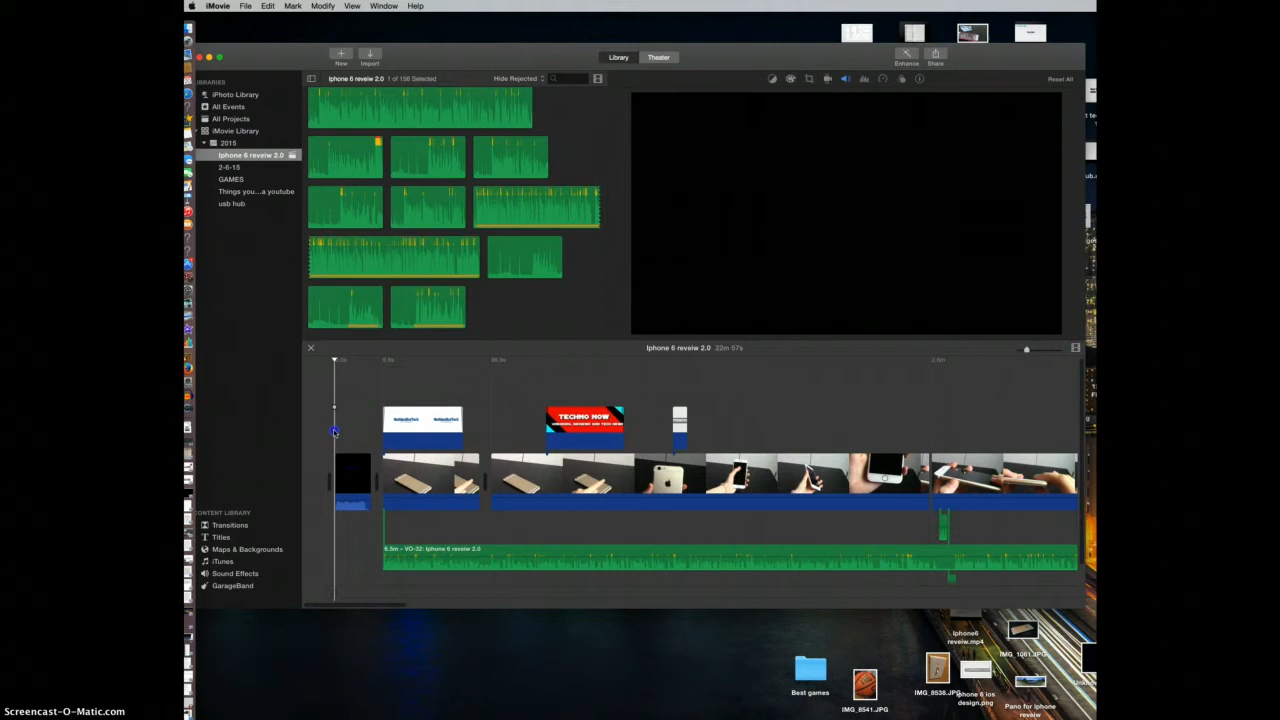 iMovie File Edit Mark Modify View Window Help
New Import
Library Theater
Enhance Share
LIBRARIES
iPhoto Library
All Events
All Projects
iMovie Library
2015
Iphone 6 reveiw 2.0
2-6-15
GAMES
Things you...a youtube
usb hub
Iphone 6 reveiw 2.0 1 of 156 Selected
Hide Rejected
Reset All
Iphone 6 reveiw 2.0 22m 57s
TECHNO NOW
6.5m – VO-32: Iphone 6 reveiw 2.0
CONTENT LIBRARY
Transitions
Titles
Maps & Backgrounds
iTunes
Sound Effects
GarageBand
Iphone6
reveiw.mp4
IMG_1061.JPG
Best games
IMG_8541.JPG
IMG_8538.JPG
iphone 6 ios
design.png
Pano for iphone
reveiw
Screencast-O-Matic.com